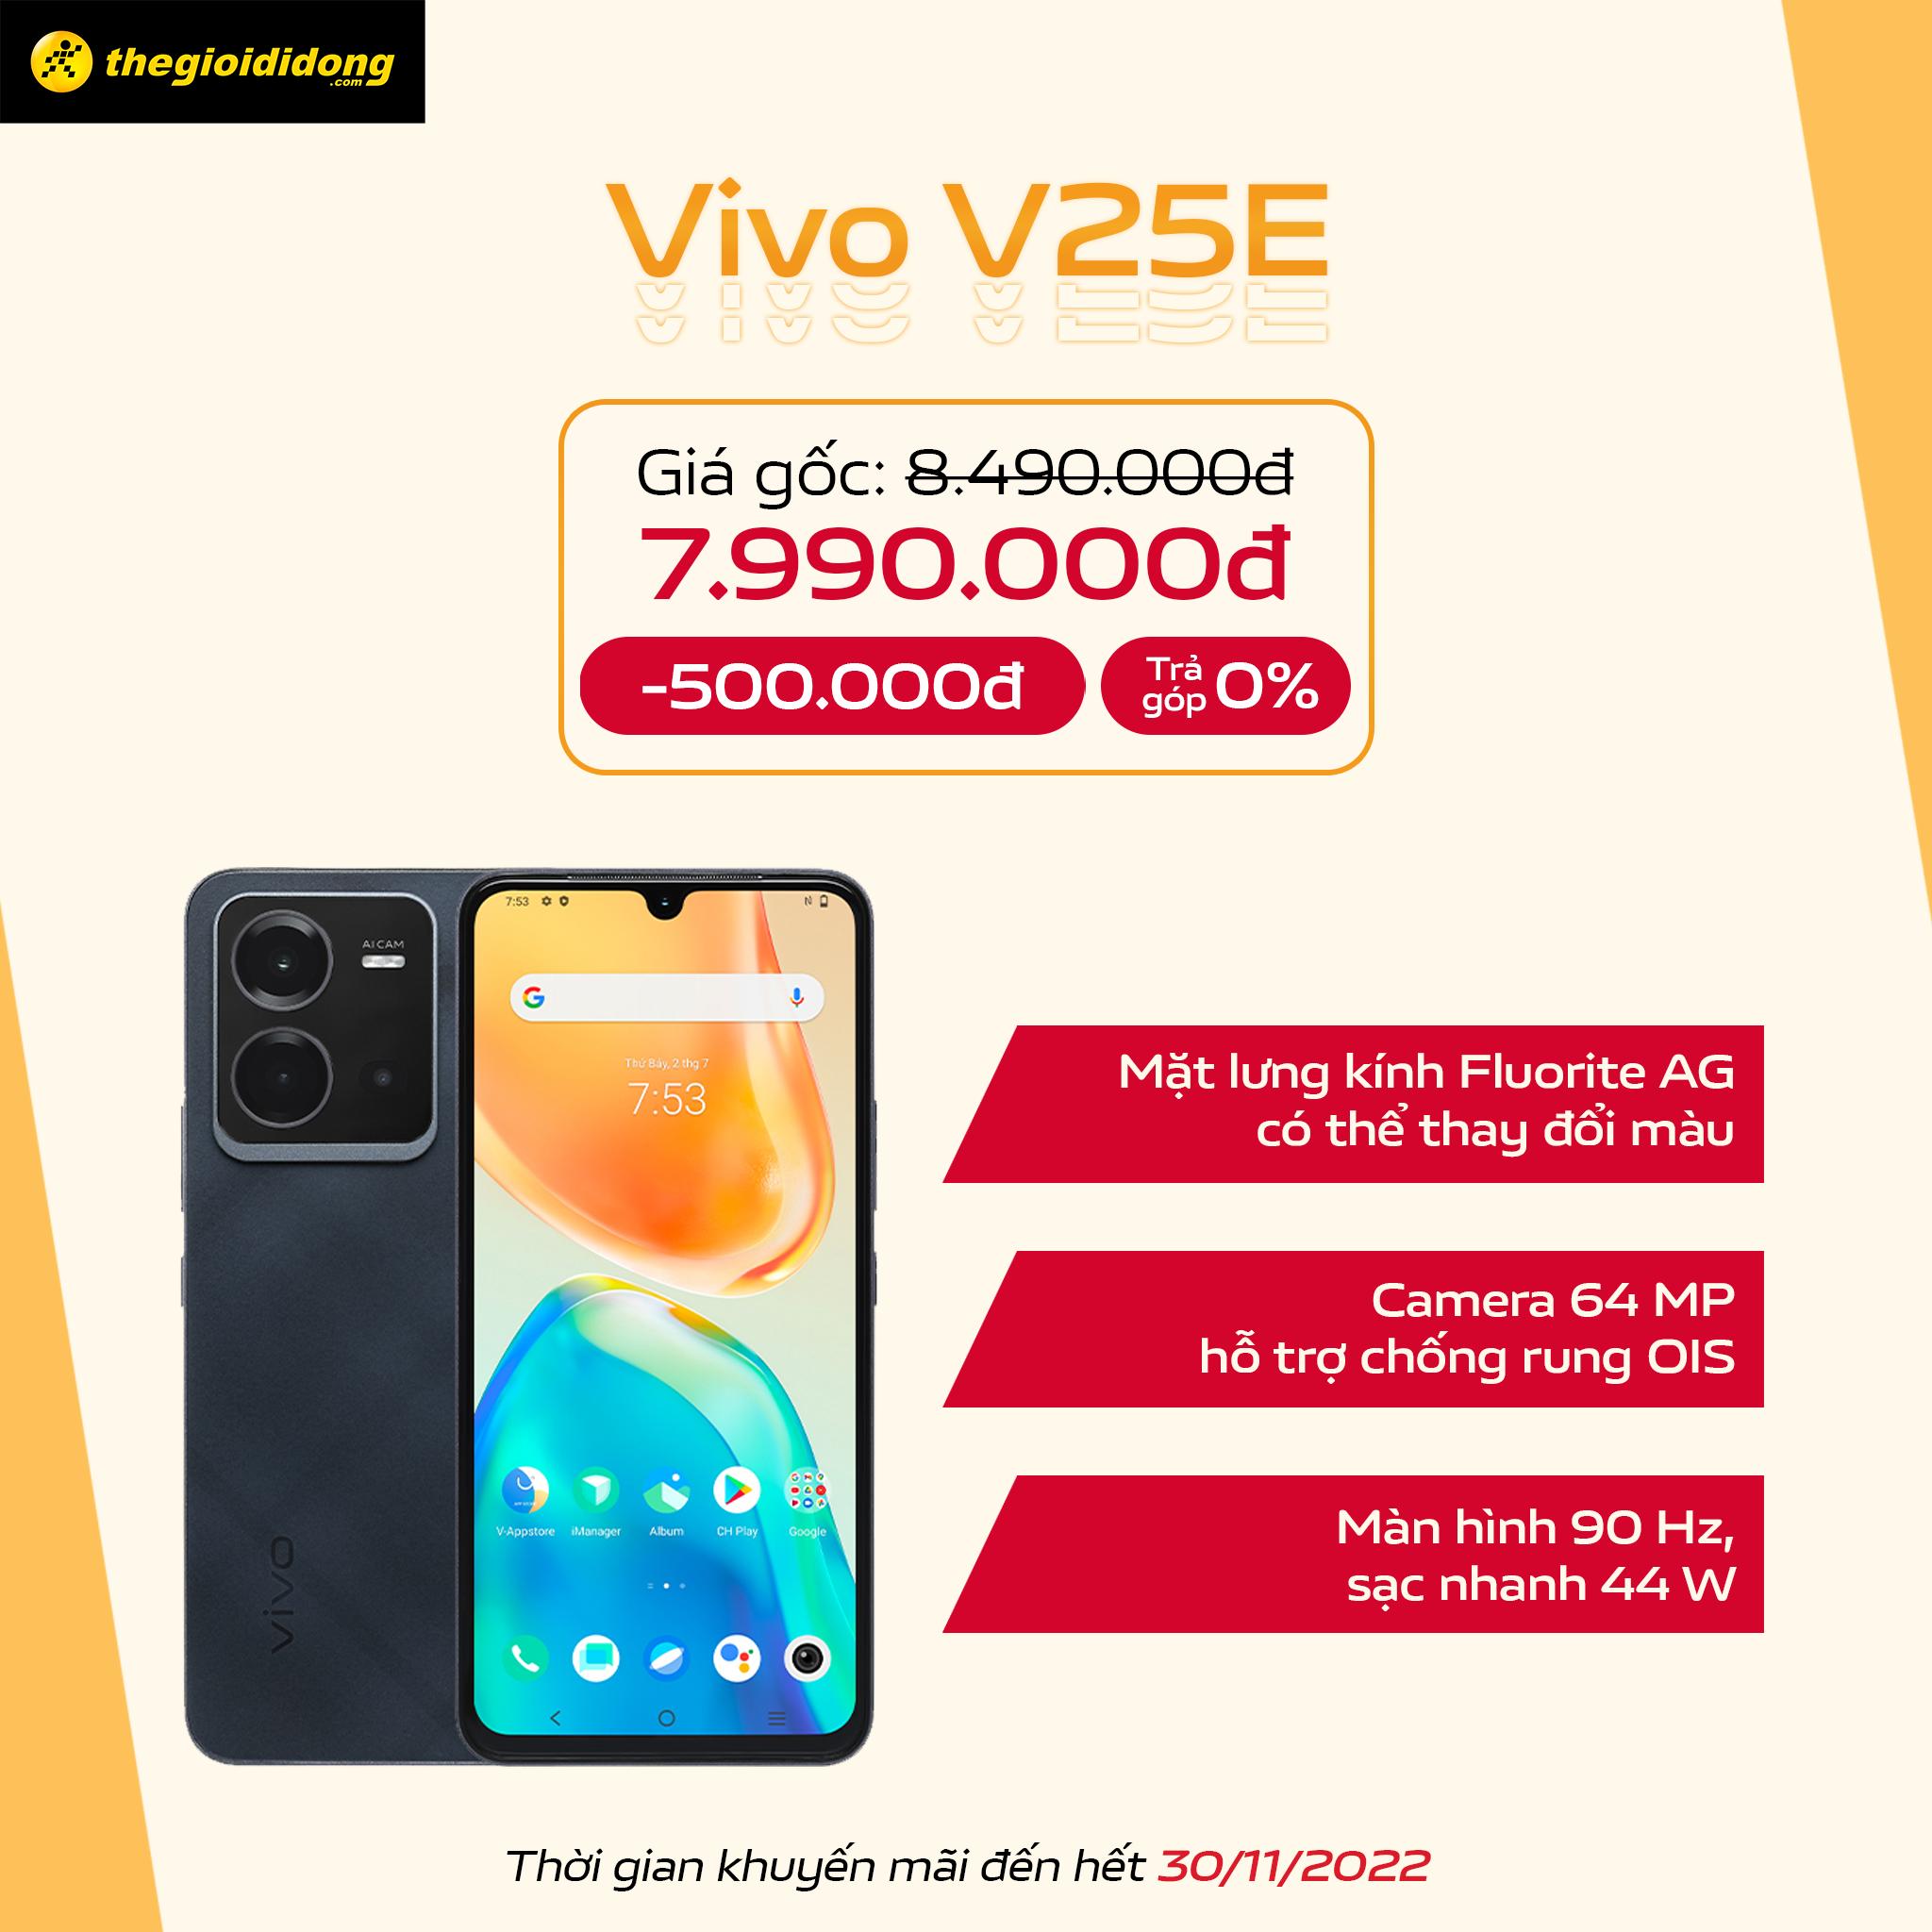 thegioididong
.com
Vivo V25E
Giá gốc: 8.490.000đ
7.990.000đ
-500.000đ
Trả góp 0%
AI CAM
7:53
Thứ Bảy, 2 thg 7
7:53
V-Appstore iManager Album CH Play Google
vivo
Mặt lưng kính Fluorite AG
có thể thay đổi màu
Camera 64 MP
hỗ trợ chống rung OIS
Màn hình 90 Hz,
sạc nhanh 44 W
Thời gian khuyến mãi đến hết 30/11/2022